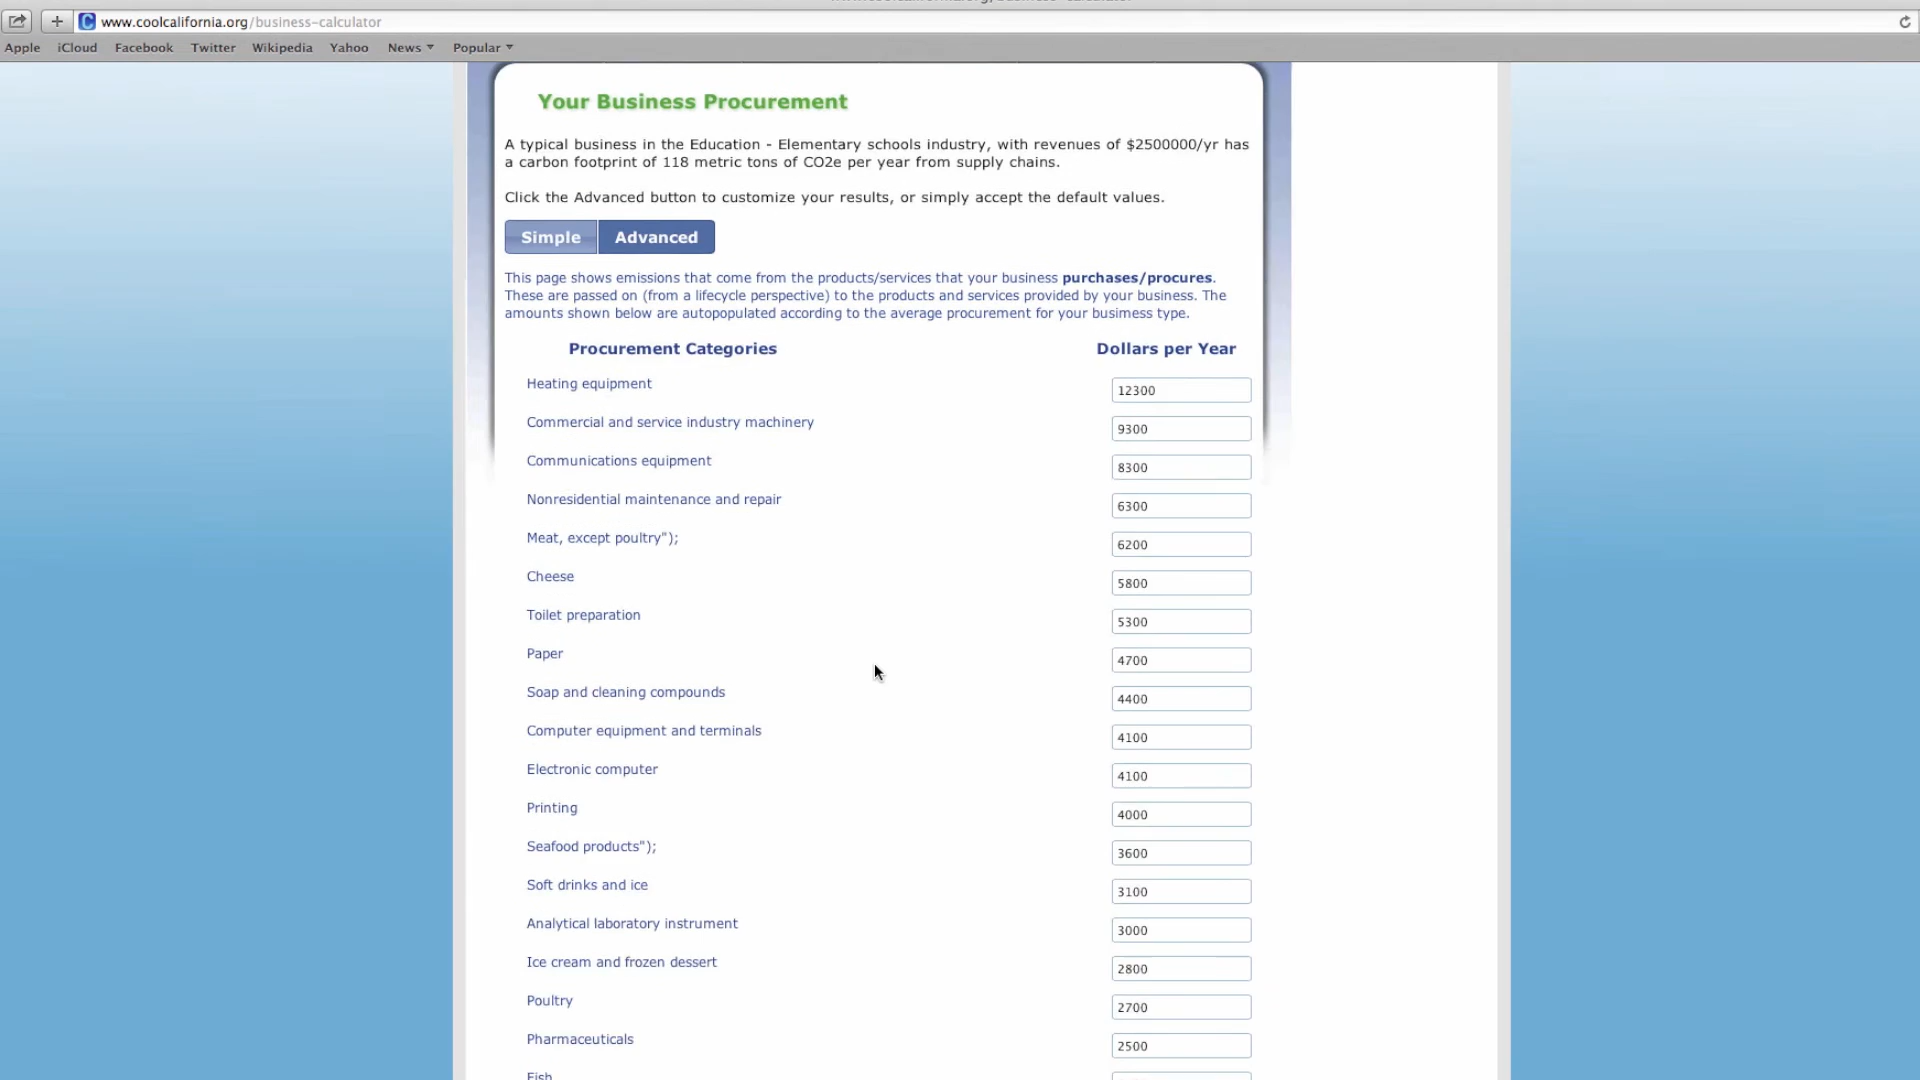 www.coolcalifornia.org/business-calculator
Apple iCloud Facebook Twitter Wikipedia Yahoo News Popular
Your Business Procurement
A typical business in the Education - Elementary schools industry, with revenues of $2500000/yr has
a carbon footprint of 118 metric tons of CO2e per year from supply chains.
Click the Advanced button to customize your results, or simply accept the default values.
Simple Advanced
This page shows emissions that come from the products/services that your business purchases/procures.
These are passed on (from a lifecycle perspective) to the products and services provided by your business. The
amounts shown below are autopopulated according to the average procurement for your business type.
Procurement Categories Dollars per Year
Heating equipment 12300
Commercial and service industry machinery 9300
Communications equipment 8300
Nonresidential maintenance and repair 6300
Meat, except poultry"); 6200
Cheese 5800
Toilet preparation 5300
Paper 4700
Soap and cleaning compounds 4400
Computer equipment and terminals 4100
Electronic computer 4100
Printing 4000
Seafood products"); 3600
Soft drinks and ice 3100
Analytical laboratory instrument 3000
Ice cream and frozen dessert 2800
Poultry 2700
Pharmaceuticals 2500
Fish